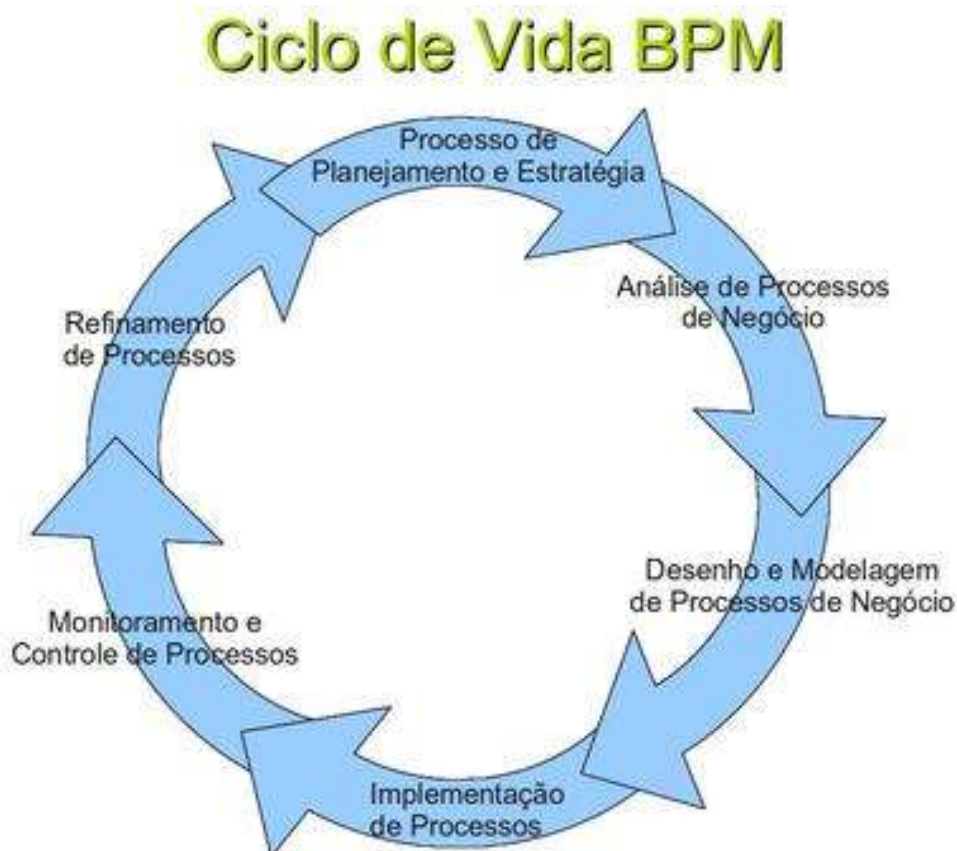 Ciclo de Vida BPM
Processo de
Planejamento e Estratégia
Análise de Processos
de Negócio
Desenho e Modelagem
de Processos de Negócio
Implementação
de Processos
Monitoramento e
Controle de Processos
Refinamento
de Processos